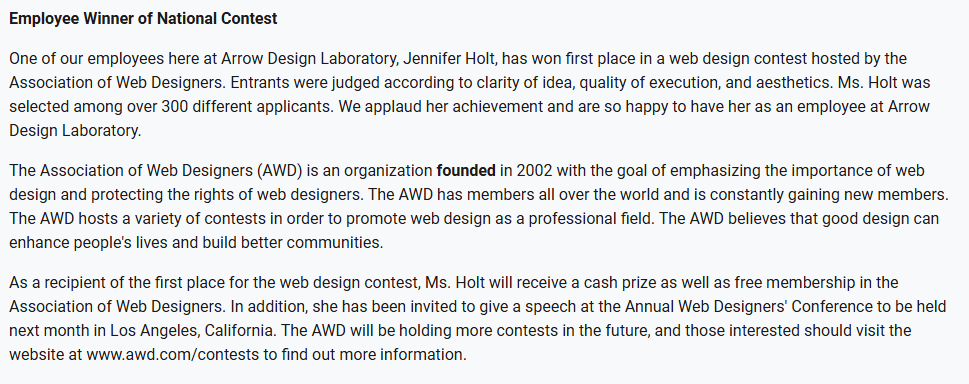 Employee Winner of National Contest
One of our employees here at Arrow Design Laboratory, Jennifer Holt, has won first place in a web design contest hosted by the
Association of Web Designers. Entrants were judged according to clarity of idea, quality of execution, and aesthetics. Ms. Holt was
selected among over 300 different applicants. We applaud her achievement and are so happy to have her as an employee at Arrow
Design Laboratory.
The Association of Web Designers (AWD) is an organization founded in 2002 with the goal of emphasizing the importance of web
design and protecting the rights of web designers. The AWD has members all over the world and is constantly gaining new members.
The AWD hosts a variety of contests in order to promote web design as a professional field. The AWD believes that good design can
enhance people's lives and build better communities.
As a recipient of the first place for the web design contest, Ms. Holt will receive a cash prize as well as free membership in the
Association of Web Designers. In addition, she has been invited to give a speech at the Annual Web Designers' Conference to be held
next month in Los Angeles, California. The AWD will be holding more contests in the future, and those interested should visit the
website at www.awd.com/contests to find out more information.